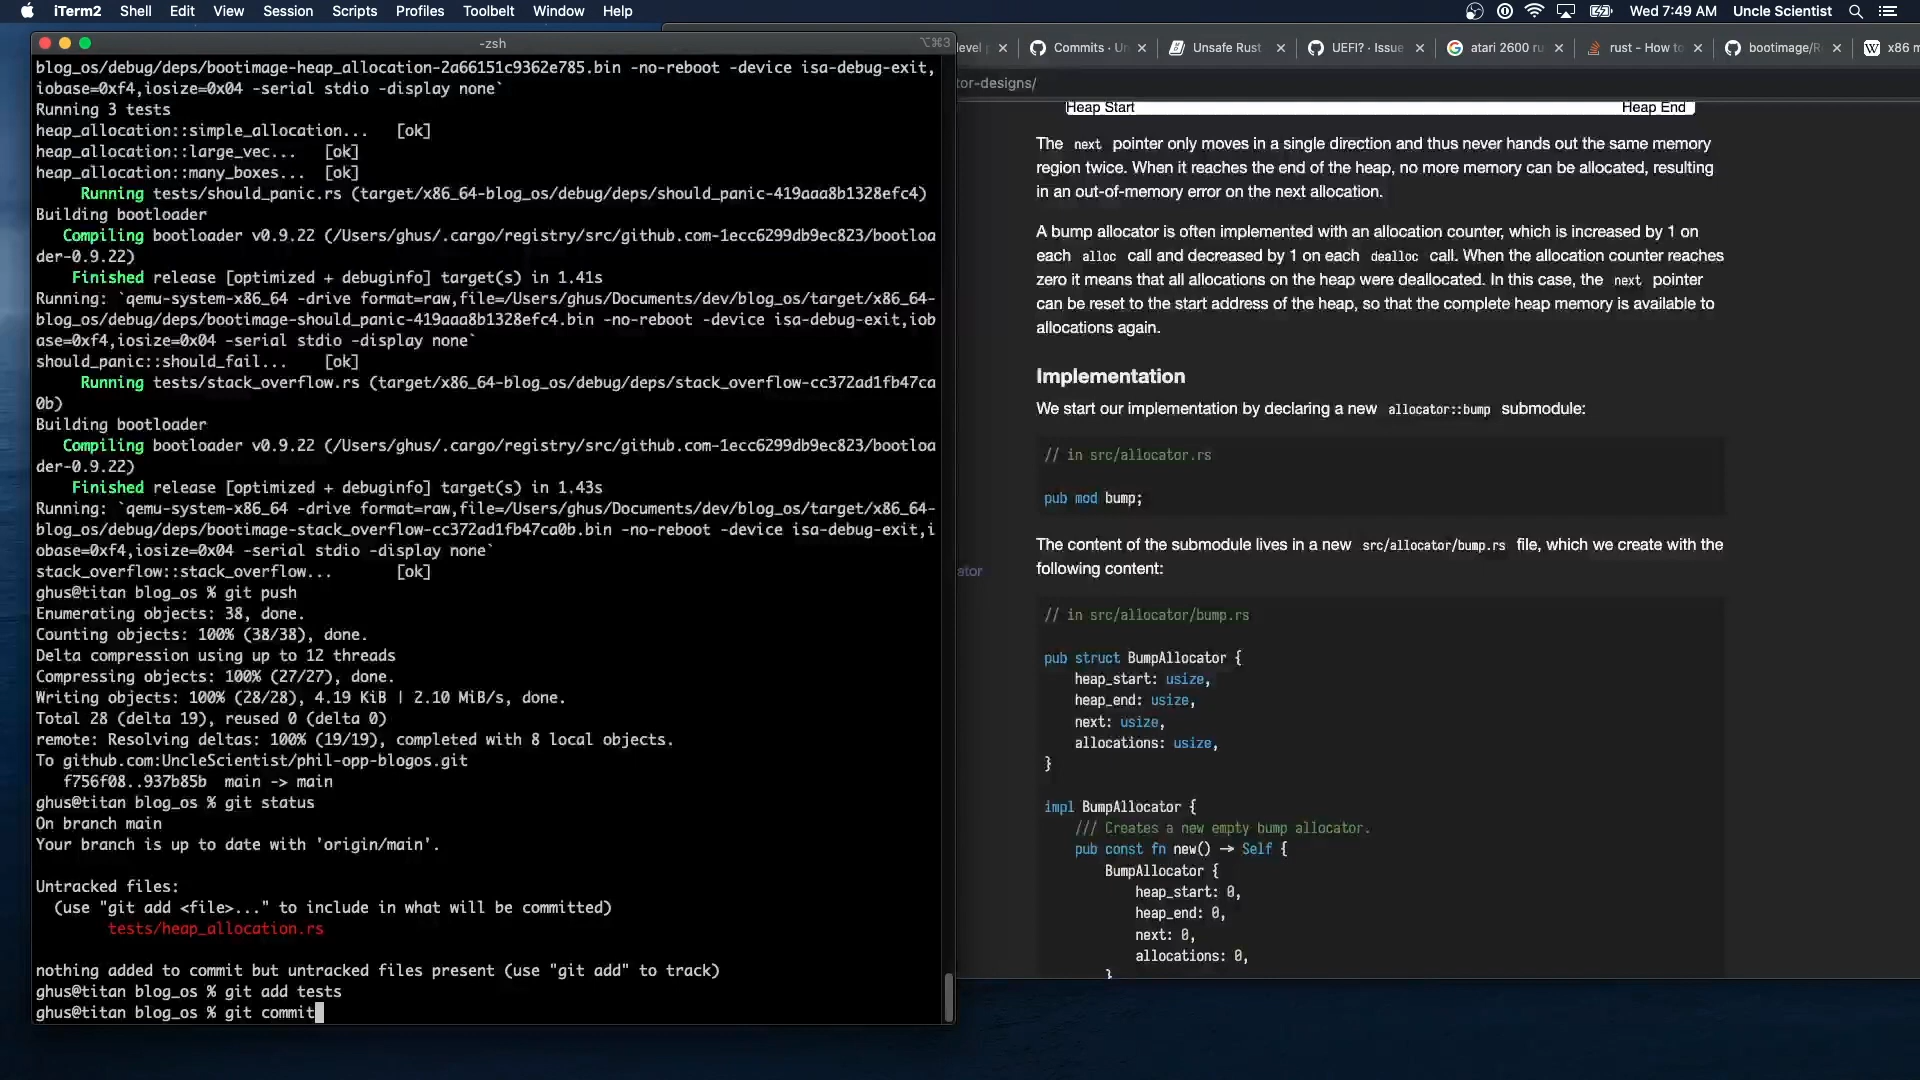 iTerm2 Shell Edit View Session Scripts Profiles Toolbelt Window Help
Wed 7:49 AM Uncle Scientist
-zsh
⌥⌘3
blog_os/debug/deps/bootimage-heap_allocation-2a66151c9362e785.bin -no-reboot -device isa-debug-exit,
iobase=0xf4,iosize=0x04 -serial stdio -display none`
Running 3 tests
heap_allocation::simple_allocation... [ok]
heap_allocation::large_vec... [ok]
heap_allocation::many_boxes... [ok]
Running tests/should_panic.rs (target/x86_64-blog_os/debug/deps/should_panic-419aaa8b1328efc4)
Building bootloader
Compiling bootloader v0.9.22 (/Users/ghus/.cargo/registry/src/github.com-1ecc6299db9ec823/bootloa
der-0.9.22)
Finished release [optimized + debuginfo] target(s) in 1.41s
Running: `qemu-system-x86_64 -drive format=raw,file=/Users/ghus/Documents/dev/blog_os/target/x86_64-
blog_os/debug/deps/bootimage-should_panic-419aaa8b1328efc4.bin -no-reboot -device isa-debug-exit,iob
ase=0xf4,iosize=0x04 -serial stdio -display none`
should_panic::should_fail... [ok]
Running tests/stack_overflow.rs (target/x86_64-blog_os/debug/deps/stack_overflow-cc372ad1fb47ca
0b)
Building bootloader
Compiling bootloader v0.9.22 (/Users/ghus/.cargo/registry/src/github.com-1ecc6299db9ec823/bootloa
der-0.9.22)
Finished release [optimized + debuginfo] target(s) in 1.43s
Running: `qemu-system-x86_64 -drive format=raw,file=/Users/ghus/Documents/dev/blog_os/target/x86_64-
blog_os/debug/deps/bootimage-stack_overflow-cc372ad1fb47ca0b.bin -no-reboot -device isa-debug-exit,i
obase=0xf4,iosize=0x04 -serial stdio -display none`
stack_overflow::stack_overflow... [ok]
ghus@titan blog_os % git push
Enumerating objects: 38, done.
Counting objects: 100% (38/38), done.
Delta compression using up to 12 threads
Compressing objects: 100% (27/27), done.
Writing objects: 100% (28/28), 4.19 KiB | 2.10 MiB/s, done.
Total 28 (delta 19), reused 0 (delta 0)
remote: Resolving deltas: 100% (19/19), completed with 8 local objects.
To github.com:UncleScientist/phil-opp-blogos.git
f756f08..937b85b main -> main
ghus@titan blog_os % git status
On branch main
Your branch is up to date with 'origin/main'.
Untracked files:
(use "git add <file>..." to include in what will be committed)
tests/heap_allocation.rs
nothing added to commit but untracked files present (use "git add" to track)
ghus@titan blog_os % git add tests
ghus@titan blog_os % git commit
level Commits · Un Unsafe Rust UEFI? · Issue atari 2600 ru rust - How to bootimage/R x86 m
tor-designs/
ator
Heap Start Heap End
The next pointer only moves in a single direction and thus never hands out the same memory
region twice. When it reaches the end of the heap, no more memory can be allocated, resulting
in an out-of-memory error on the next allocation.
A bump allocator is often implemented with an allocation counter, which is increased by 1 on
each alloc call and decreased by 1 on each dealloc call. When the allocation counter reaches
zero it means that all allocations on the heap were deallocated. In this case, the next pointer
can be reset to the start address of the heap, so that the complete heap memory is available to
allocations again.
Implementation
We start our implementation by declaring a new allocator::bump submodule:
// in src/allocator.rs
pub mod bump;
The content of the submodule lives in a new src/allocator/bump.rs file, which we create with the
following content:
// in src/allocator/bump.rs
pub struct BumpAllocator {
heap_start: usize,
heap_end: usize,
next: usize,
allocations: usize,
}
impl BumpAllocator {
/// Creates a new empty bump allocator.
pub const fn new() -> Self {
BumpAllocator {
heap_start: 0,
heap_end: 0,
next: 0,
allocations: 0,
}